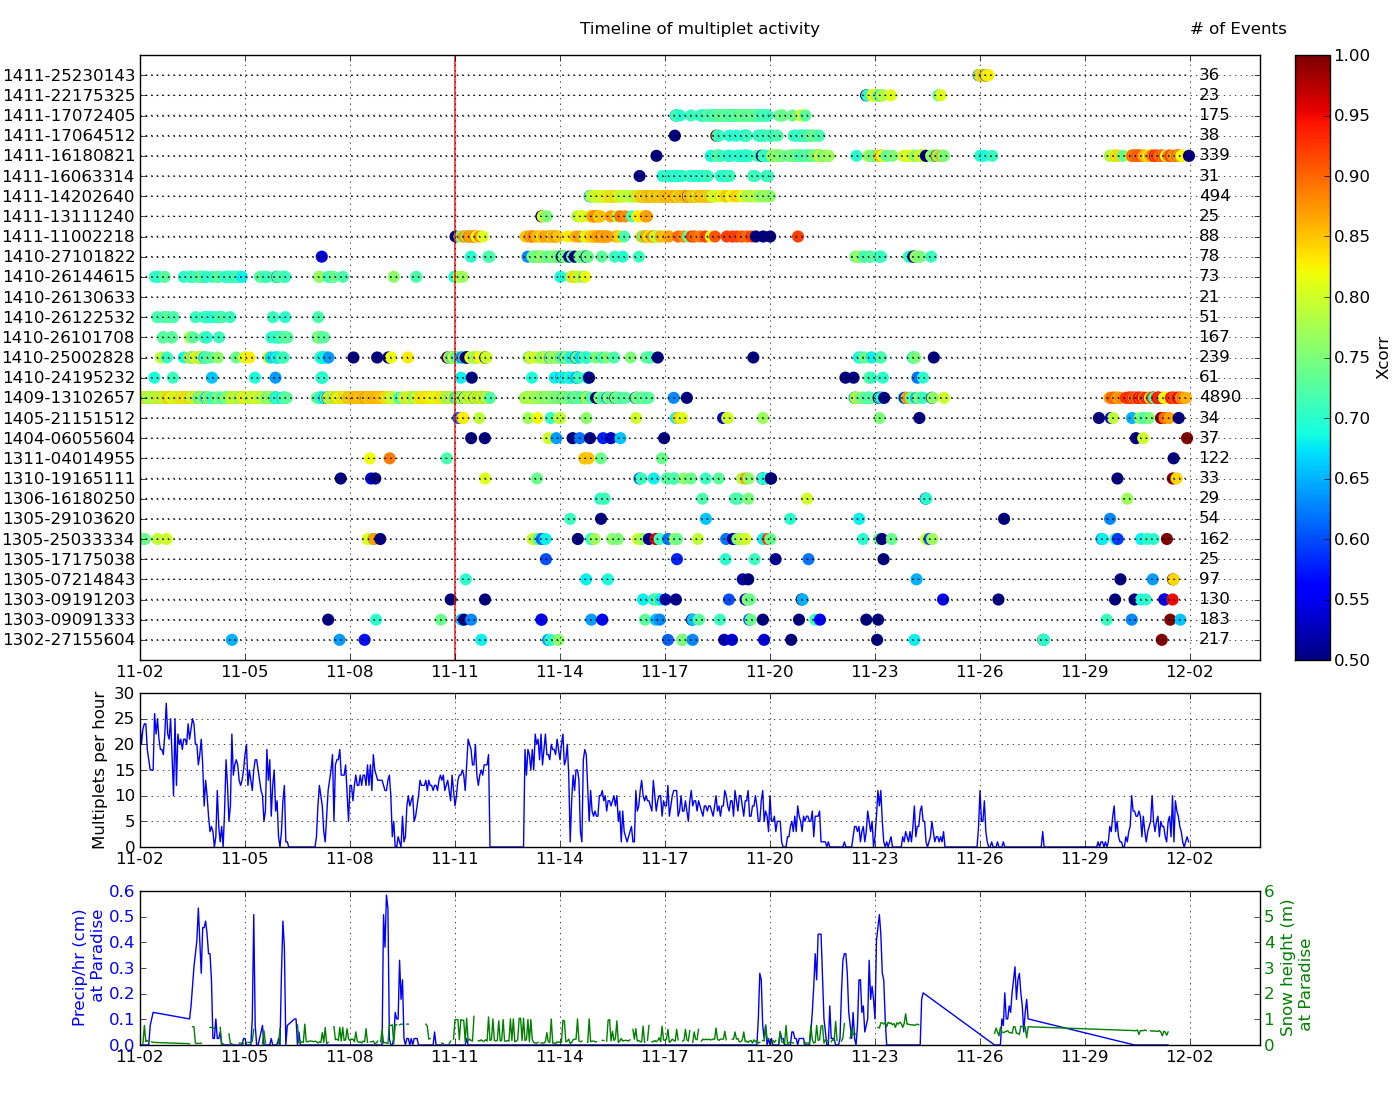 Timeline of multiplet activity # of Events
1411-25230143 36 1.00
1411-22175325 23
1411-17072405 175
1411-17064512 38 0.95
1411-16180821 339
1411-16063314 31 0.90
1411-14202640 494
1411-13111240 25
1411-11002218 88 0.85
1410-27101822 78
1410-26144615 73
1410-26130633 21 0.80
1410-26122532 51
1410-26101708 167
1410-25002828 239 0.75
1410-24195232 61
1409-13102657 4890
1405-21151512 34 0.70
1404-06055604 37
1311-04014955 122
1310-19165111 33 0.65
1306-16180250 29
1305-29103620 54
1305-25033334 162 0.60
1305-17175038 25
1305-07214843 97
1303-09191203 130 0.55
1303-09091333 183
1302-27155604 217 0.50
Xcorr
11-02 11-05 11-08 11-11 11-14 11-17 11-20 11-23 11-26 11-29 12-02
Multiplets per hour
30
25
20
15
10
5
0
11-02 11-05 11-08 11-11 11-14 11-17 11-20 11-23 11-26 11-29 12-02
Precip/hr (cm)
at Paradise
0.6 6
0.5 5
0.4 4
0.3 3
0.2 2
0.1 1
0.0 0
Snow height (m)
at Paradise
11-02 11-05 11-08 11-11 11-14 11-17 11-20 11-23 11-26 11-29 12-02